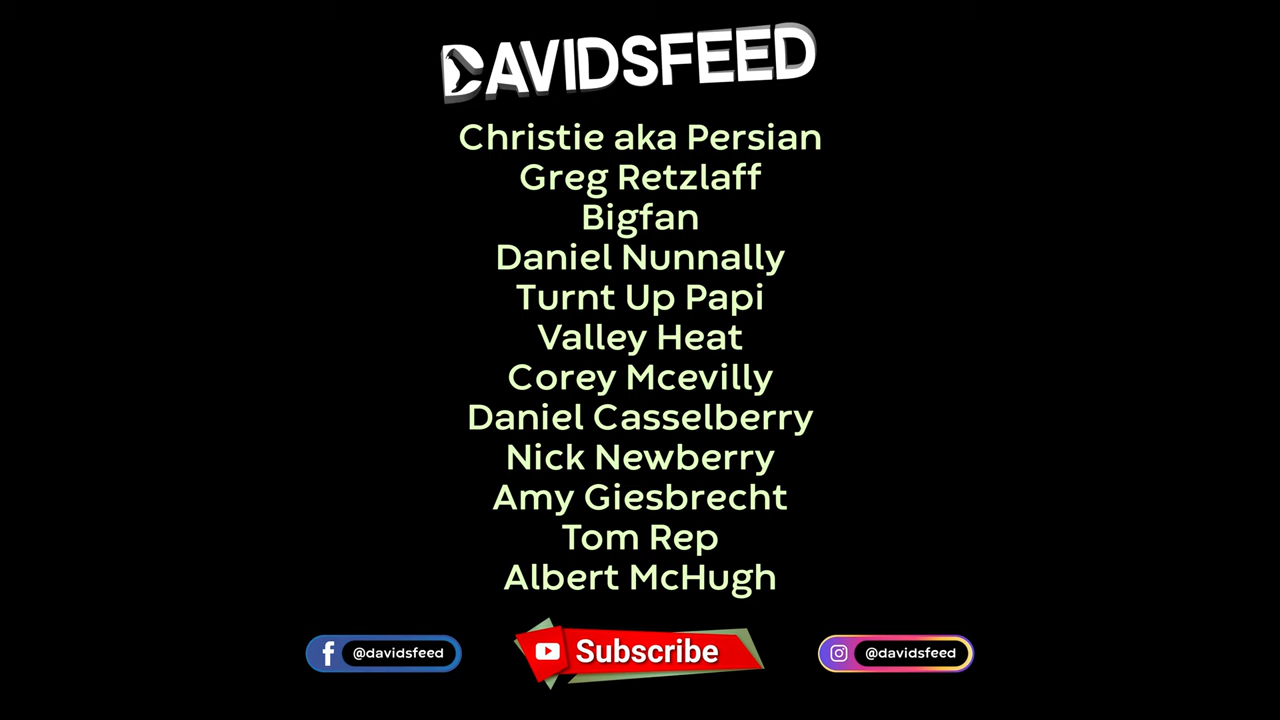 DAVIDSFEED
Christie aka Persian
Greg Retzlaff
Bigfan
Daniel Nunnally
Turnt Up Papi
Valley Heat
Corey Mcevilly
Daniel Casselberry
Nick Newberry
Amy Giesbrecht
Tom Rep
Albert McHugh
@davidsfeed
Subscribe
@davidsfeed